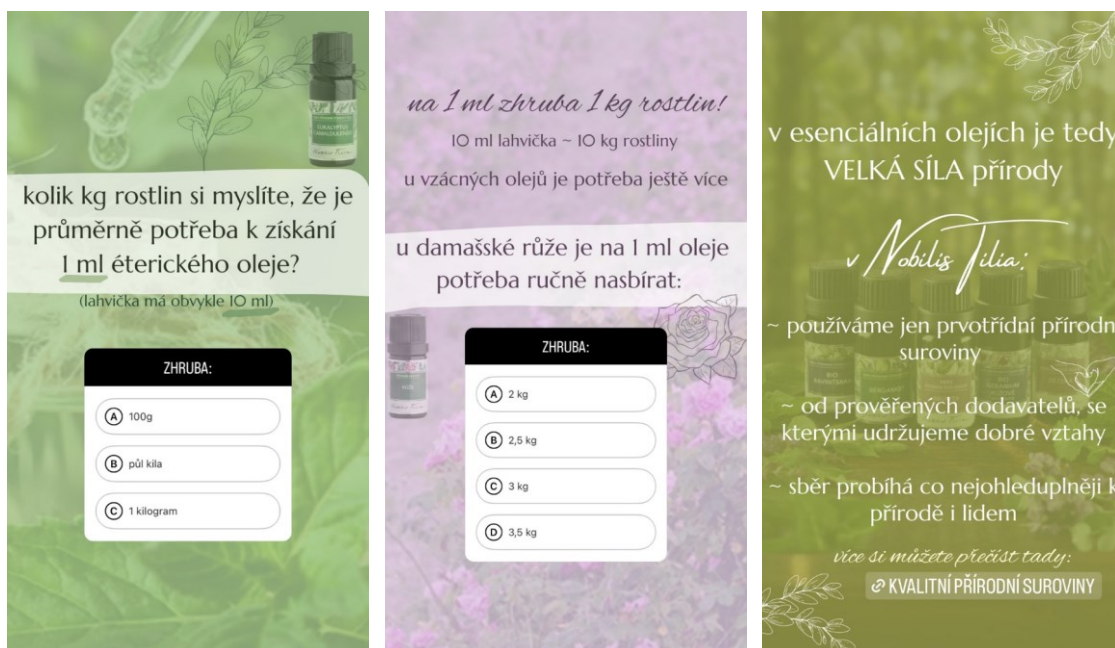 EUKALYPTUS
kolik kg rostlin si myslíte, že je
průměrně potřeba k získání
1 ml éterického oleje?
(lahvička má obvykle 10 ml)
ZHRUBA:
A 100g
B půl kila
C 1 kilogram
na 1 ml zhruba 1 kg rostlin!
10 ml lahvička ~ 10 kg rostliny
u vzácných olejů je potřeba ještě více
u damašské růže je na 1 ml oleje
potřeba ručně nasbírat:
ZHRUBA:
A 2 kg
B 2,5 kg
C 3 kg
D 3,5 kg
v esenciálních olejích je tedy
VELKÁ SÍLA přírody
v Nobilis Tilia:
~ používáme jen prvotřídní přírodn
suroviny
~ od prověřených dodavatelů, se
kterými udržujeme dobré vztahy
~ sběr probíhá co nejohleduplněji k
přírodě i lidem
více si můžete přečíst tady:
KVALITNÍ PŘÍRODNÍ SUROVINY